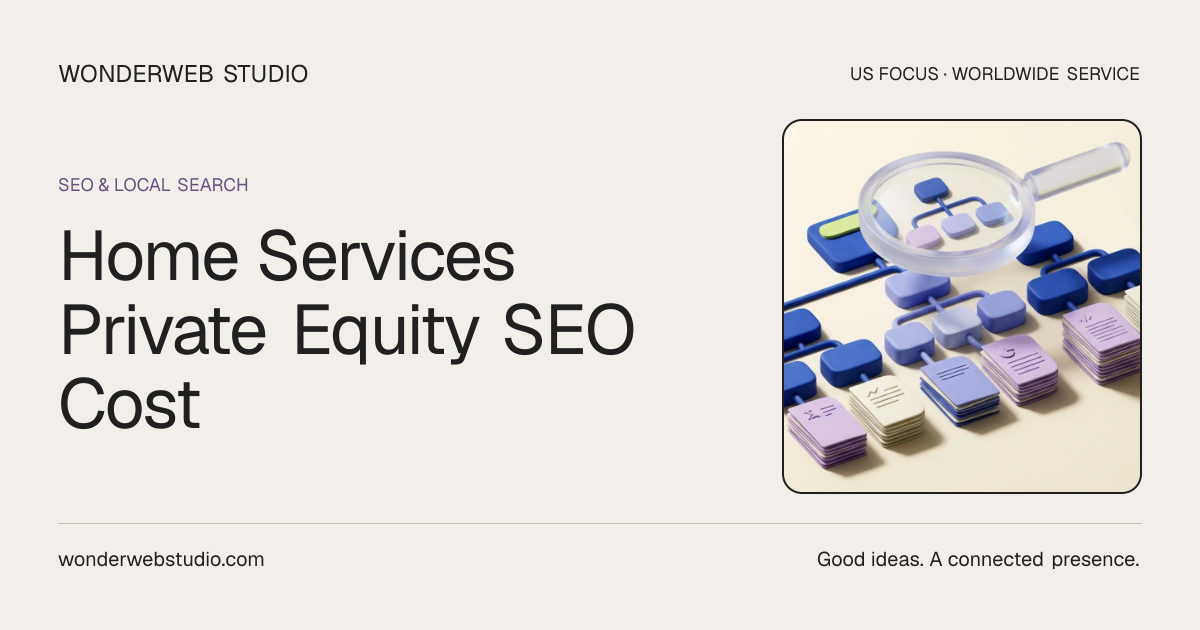 WONDERWEB STUDIO
US FOCUS · WORLDWIDE SERVICE
SEO & LOCAL SEARCH
Home Services
Private Equity SEO
Cost
wonderwebstudio.com
Good ideas. A connected presence.